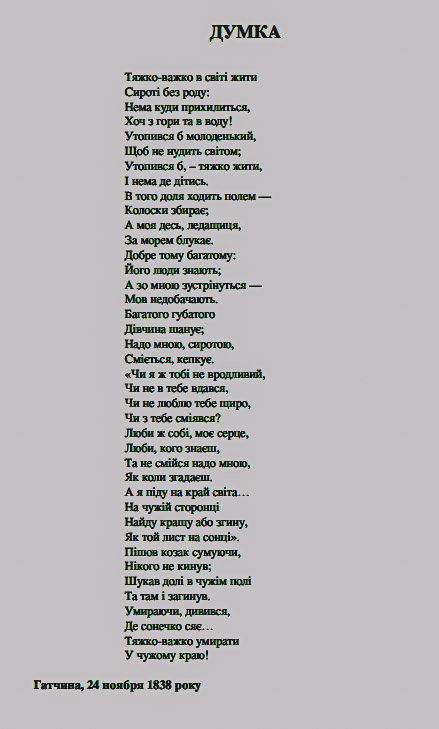 ДУМКА
Тяжко-важко в світі жити
Сироті без роду:
Нема куди прихилиться,
Хоч з гори та в воду!
Утопився б молоденький,
Щоб не нудить світом;
Утопився б, – тяжко жити,
І нема де дітись.
В того доля ходить полем —
Колоски збирає;
А моя десь, ледащиця,
За морем блукає.
Добре тому багатому:
Його люди знають;
А зо мною зустрінуться —
Мов недобачають.
Багатого губатого
Дівчина шанує;
Надо мною, сиротою,
Сміється, кепкує.
«Чи я ж тобі не вродливий,
Чи не в тебе вдався,
Чи не люблю тебе щиро,
Чи з тебе сміявся?
Люби ж собі, моє серце,
Люби, кого знаєш,
Та не смійся надо мною,
Як коли згадаєш.
А я піду на край світа…
На чужій сторонці
Найду кращу або згину,
Як той лист на сонці».
Пішов козак сумуючи,
Нікого не кинув;
Шукав долі в чужім полі
Та там і загинув.
Умираючи, дивився,
Де сонечко сяє…
Тяжко-важко умирати
У чужому краю!
Гатчина, 24 ноября 1838 року